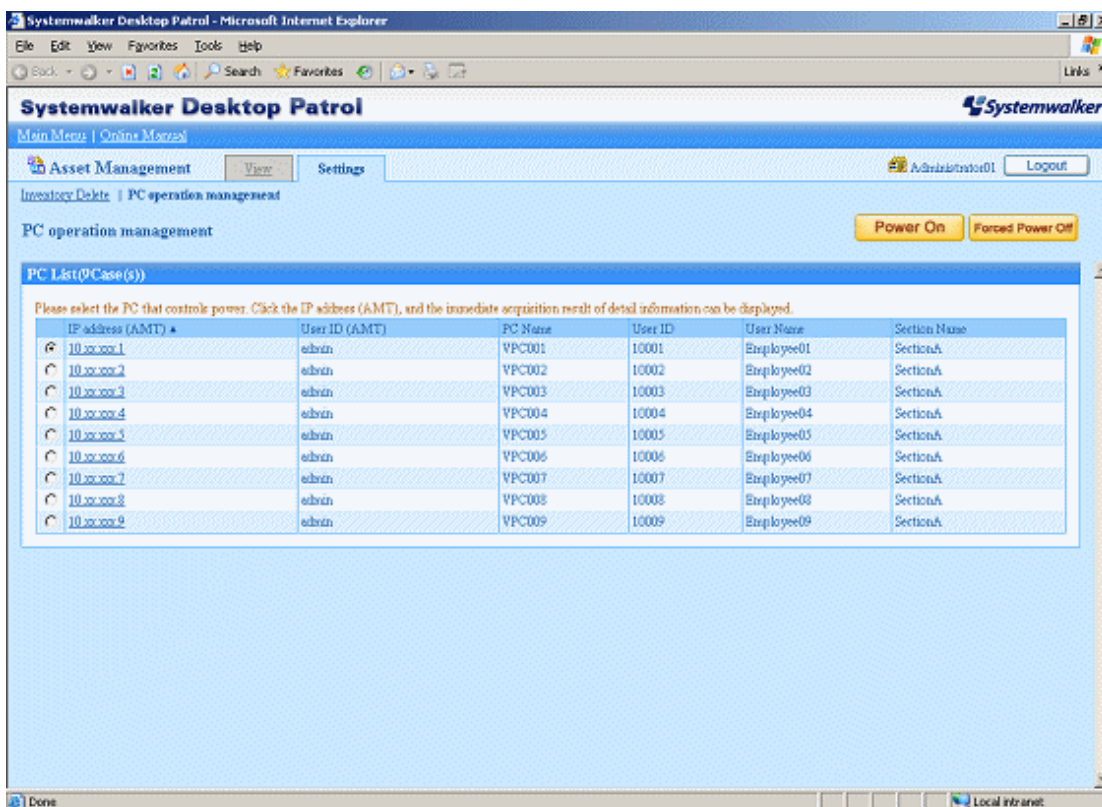 Systemwalker Desktop Patrol - Microsoft Internet Explorer
File Edit View Favorites Tools Help
Back Search Favorites Links
Systemwalker Desktop Patrol Systemwalker
Main Menu | Online Manual
Asset Management View Settings Administrator01 Logout
Inventory Delete | PC operation management
PC operation management Power On Forced Power Off
PC List(9Case(s))
Please select the PC that controls power. Click the IP address (AMT), and the immediate acquisition result of detail information can be displayed.
IP address (AMT) ▲ User ID (AMT) PC Name User ID User Name Section Name
10.xx.xxx.1 admin VPC001 10001 Employee01 SectionA
10.xx.xxx.2 admin VPC002 10002 Employee02 SectionA
10.xx.xxx.3 admin VPC003 10003 Employee03 SectionA
10.xx.xxx.4 admin VPC004 10004 Employee04 SectionA
10.xx.xxx.5 admin VPC005 10005 Employee05 SectionA
10.xx.xxx.6 admin VPC006 10006 Employee06 SectionA
10.xx.xxx.7 admin VPC007 10007 Employee07 SectionA
10.xx.xxx.8 admin VPC008 10008 Employee08 SectionA
10.xx.xxx.9 admin VPC009 10009 Employee09 SectionA
Done Local intranet